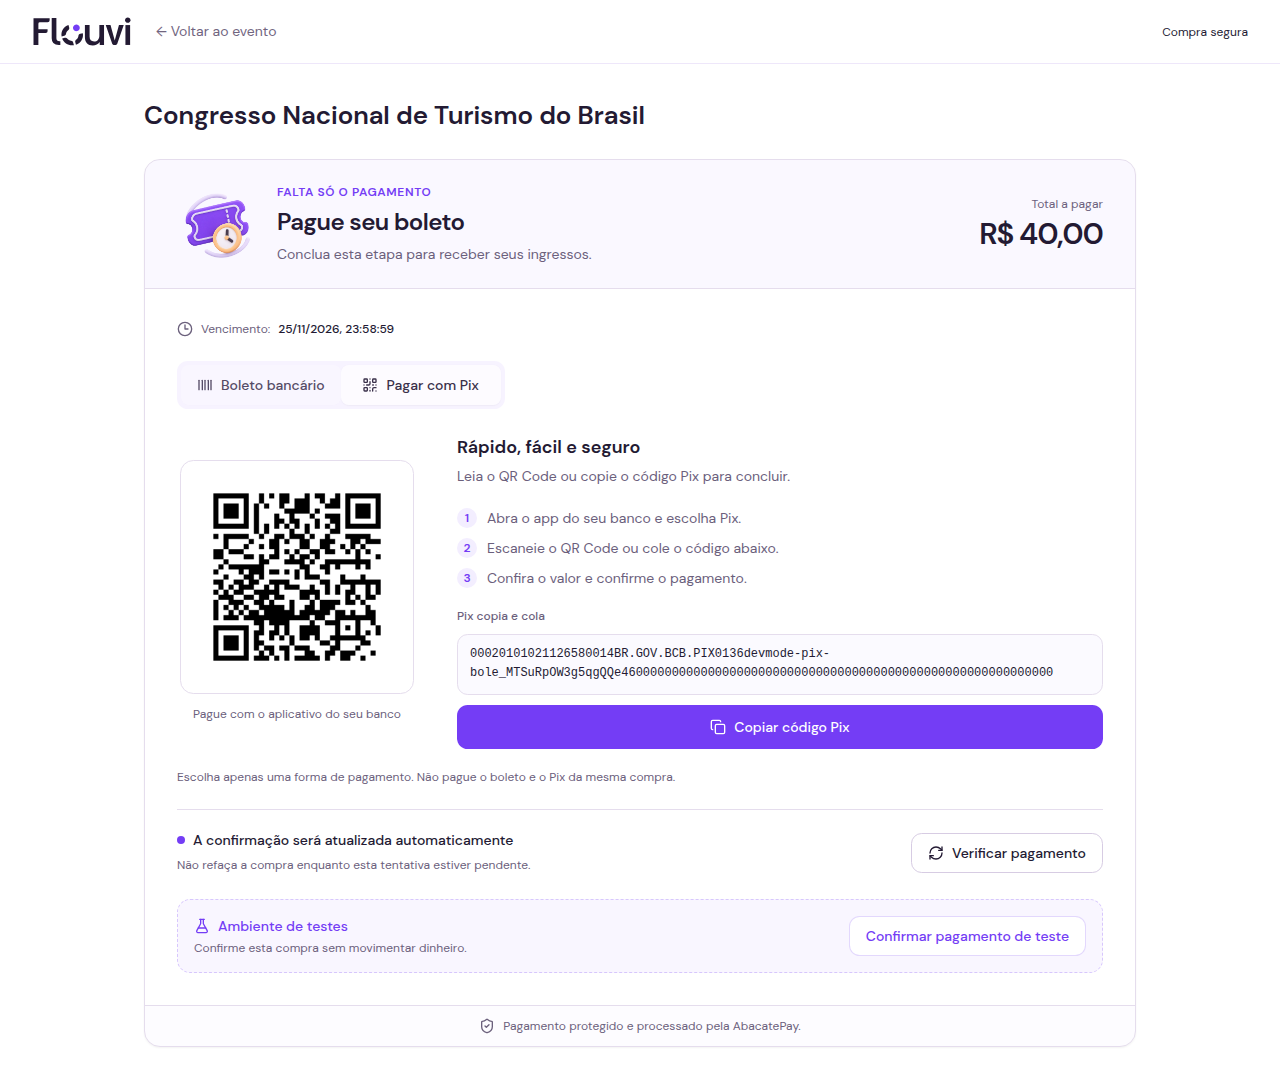 Flouvi
← Voltar ao evento
Compra segura
Congresso Nacional de Turismo do Brasil
FALTA SÓ O PAGAMENTO
Pague seu boleto
Conclua esta etapa para receber seus ingressos.
Total a pagar
R$ 40,00
Vencimento: 25/11/2026, 23:58:59
Boleto bancário
Pagar com Pix
Pague com o aplicativo do seu banco
Rápido, fácil e seguro
Leia o QR Code ou copie o código Pix para concluir.
1 Abra o app do seu banco e escolha Pix.
2 Escaneie o QR Code ou cole o código abaixo.
3 Confira o valor e confirme o pagamento.
Pix copia e cola
00020101021126580014BR.GOV.BCB.PIX0136devmode-pix-
bole_MTSuRpOW3g5qgQQe4600000000000000000000000000000000000000000000000000000000000
Copiar código Pix
Escolha apenas uma forma de pagamento. Não pague o boleto e o Pix da mesma compra.
A confirmação será atualizada automaticamente
Não refaça a compra enquanto esta tentativa estiver pendente.
Verificar pagamento
Ambiente de testes
Confirme esta compra sem movimentar dinheiro.
Confirmar pagamento de teste
Pagamento protegido e processado pela AbacatePay.